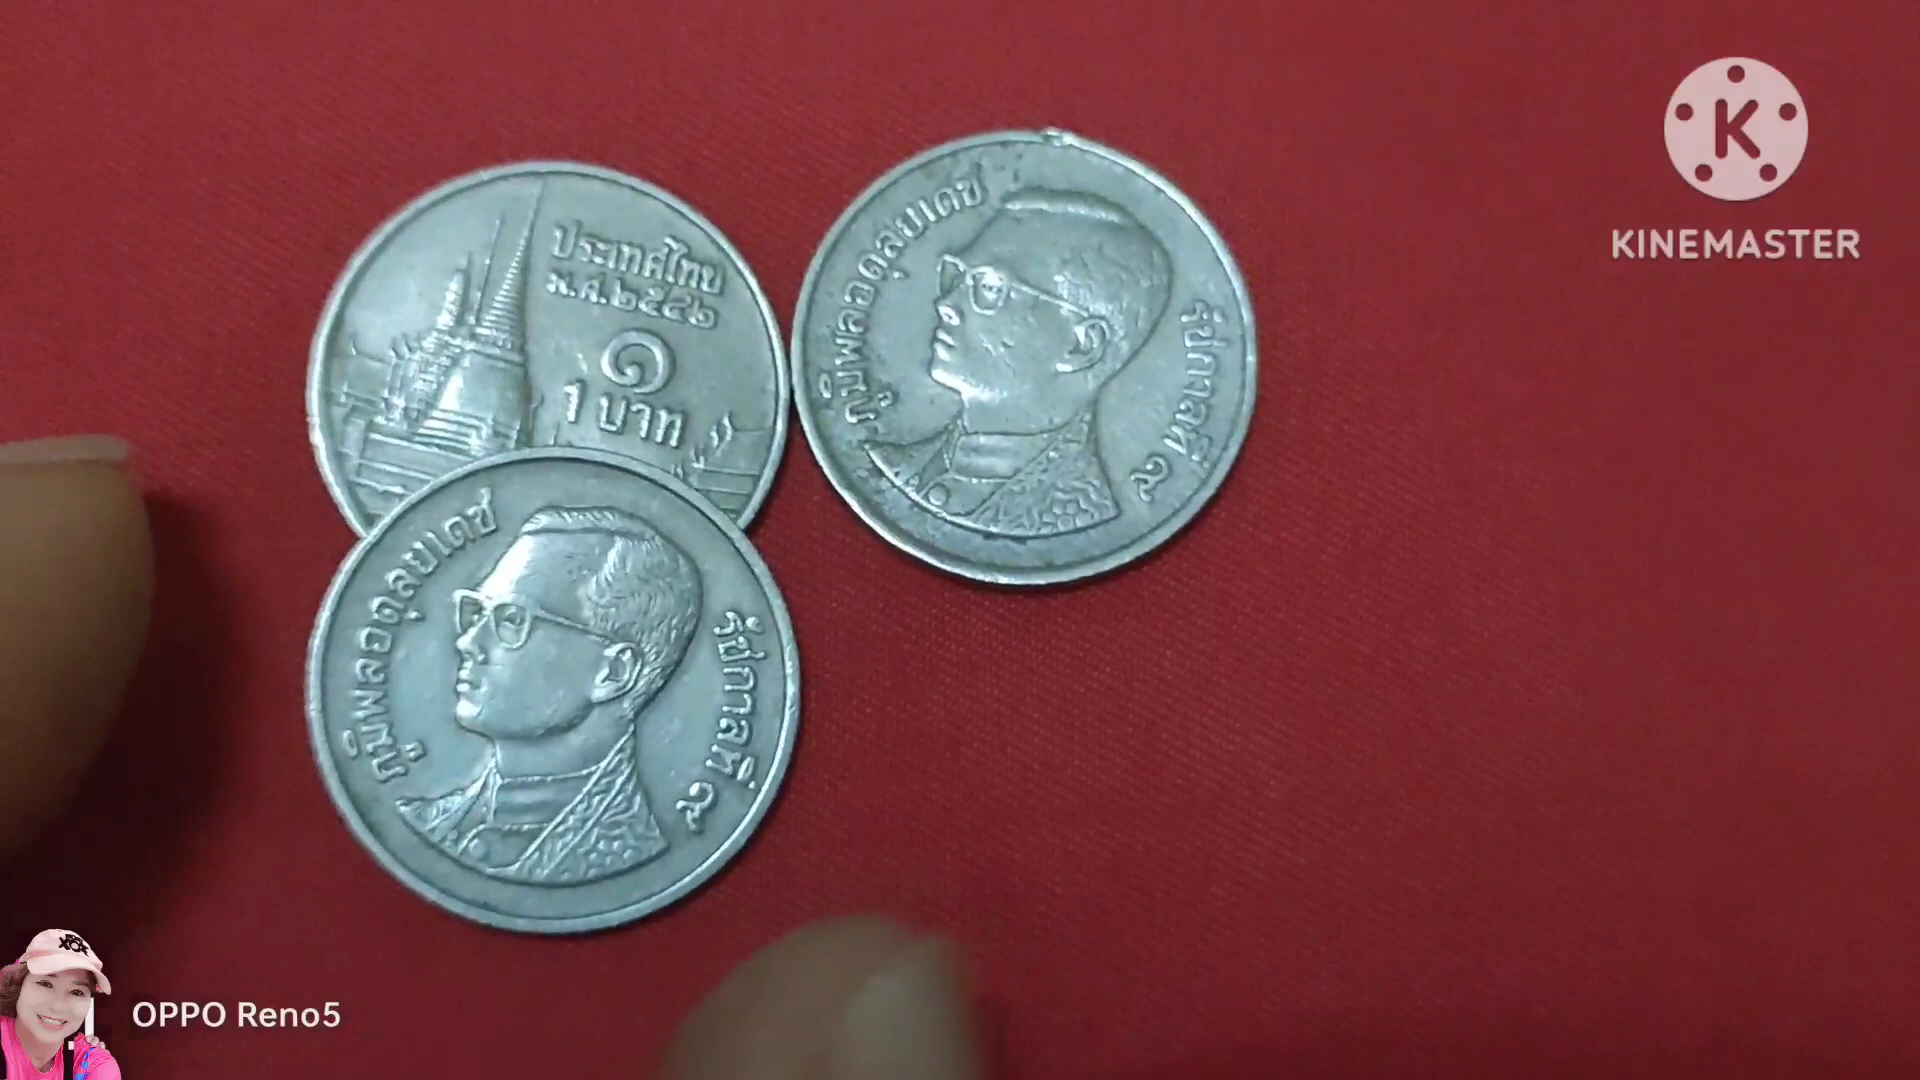 ประเทศไทย
พ.ศ.๒๕๔๒
๑
1 บาท
ภูมิพลอดุลยเดช
รัชกาลที่ ๙
ภูมิพลอดุลยเดช
รัชกาลที่ ๙
K
KINEMASTER
OPPO Reno5